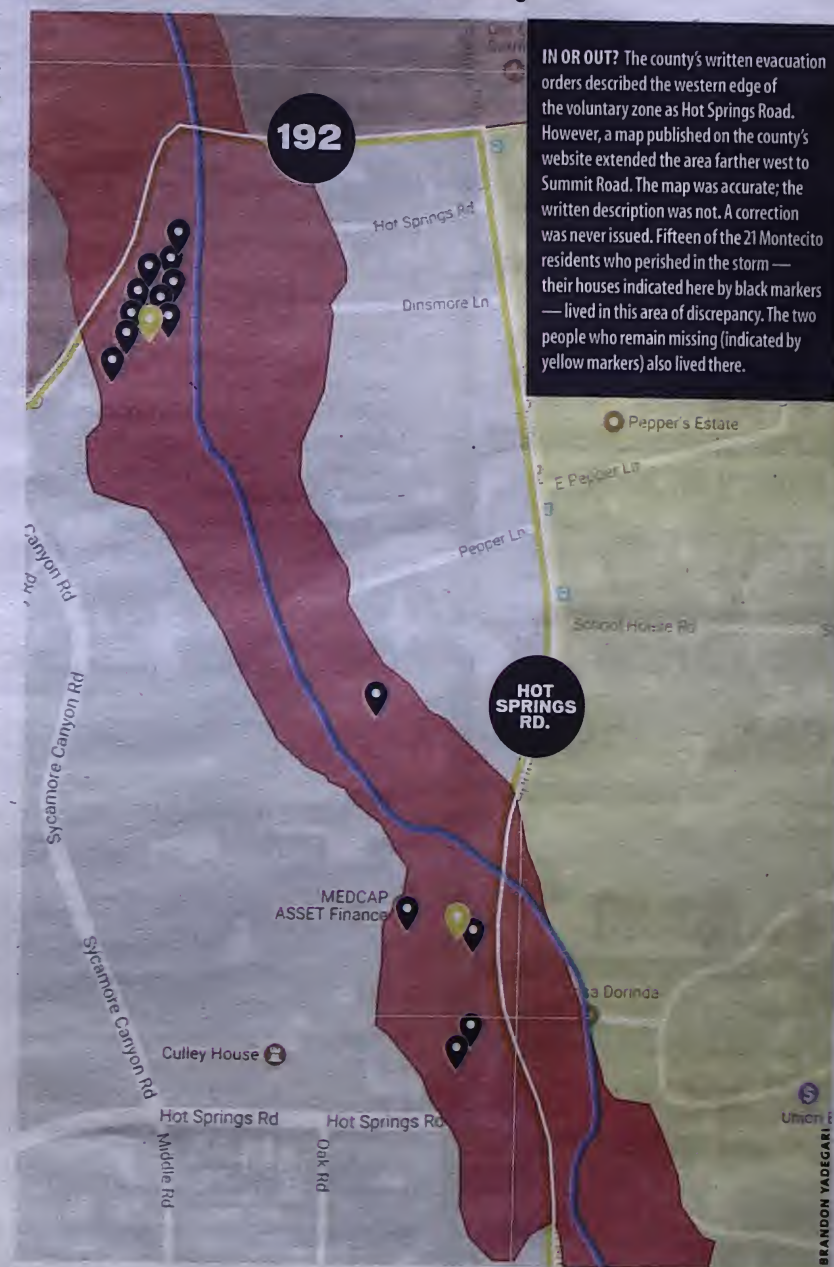 IN OR OUT? The county's written evacuation
orders described the western edge of
the voluntary zone as Hot Springs Road.
However, a map published on the county's
website extended the area farther west to
Summit Road. The map was accurate; the
written description was not. A correction
was never issued. Fifteen of the 21 Montecito
residents who perished in the storm —
their houses indicated here by black markers
— lived in this area of discrepancy. The two
people who remain missing (indicated by
yellow markers) also lived there.
192
Hot Springs Rd
Dinsmore Ln
Pepper's Estate
E Pepper Ln
Pepper Ln
Canyon Rd
Rd
School House Rd
HOT
SPRINGS
RD.
Sycamore Canyon Rd
MEDCAP
ASSET Finance
Sycamore Canyon Rd
Dorinda
Culley House
Hot Springs Rd
Hot Springs Rd
Middle Rd
Oak Rd
Union
BRANDON YADEGARI